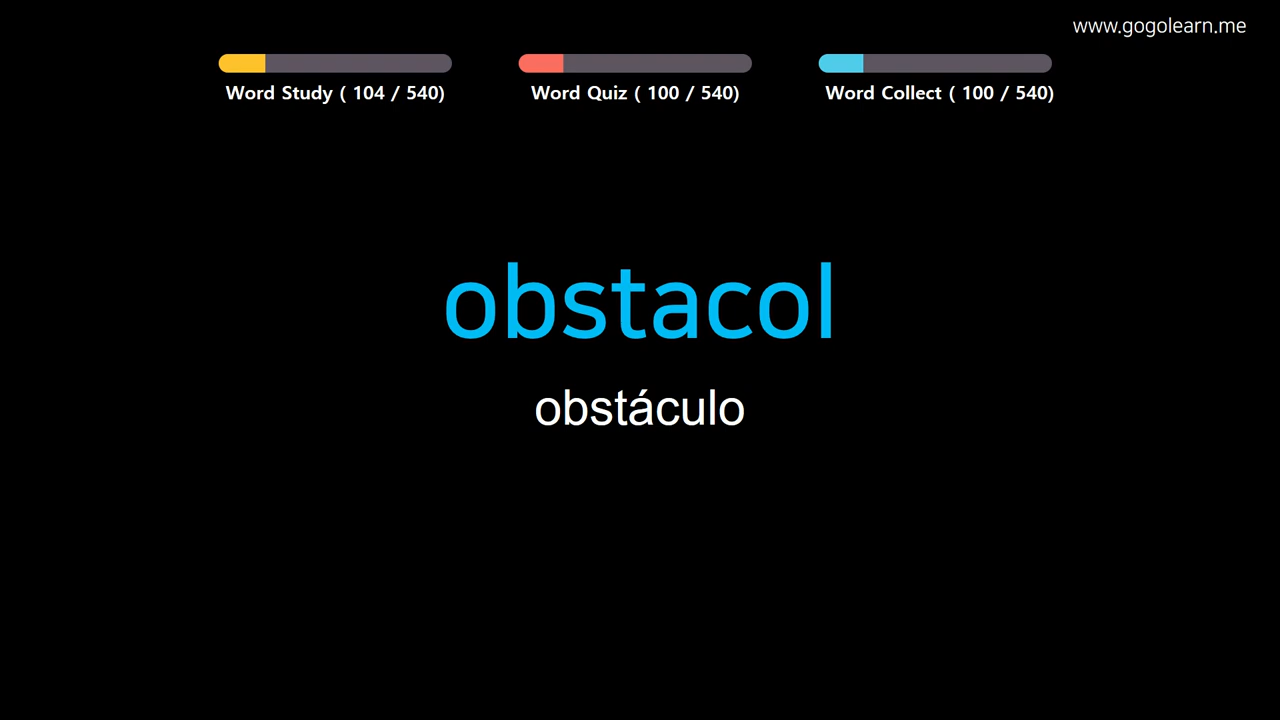 www.gogolearn.me
Word Study ( 104 / 540)
Word Quiz ( 100 / 540)
Word Collect ( 100 / 540)
obstacol
obstáculo